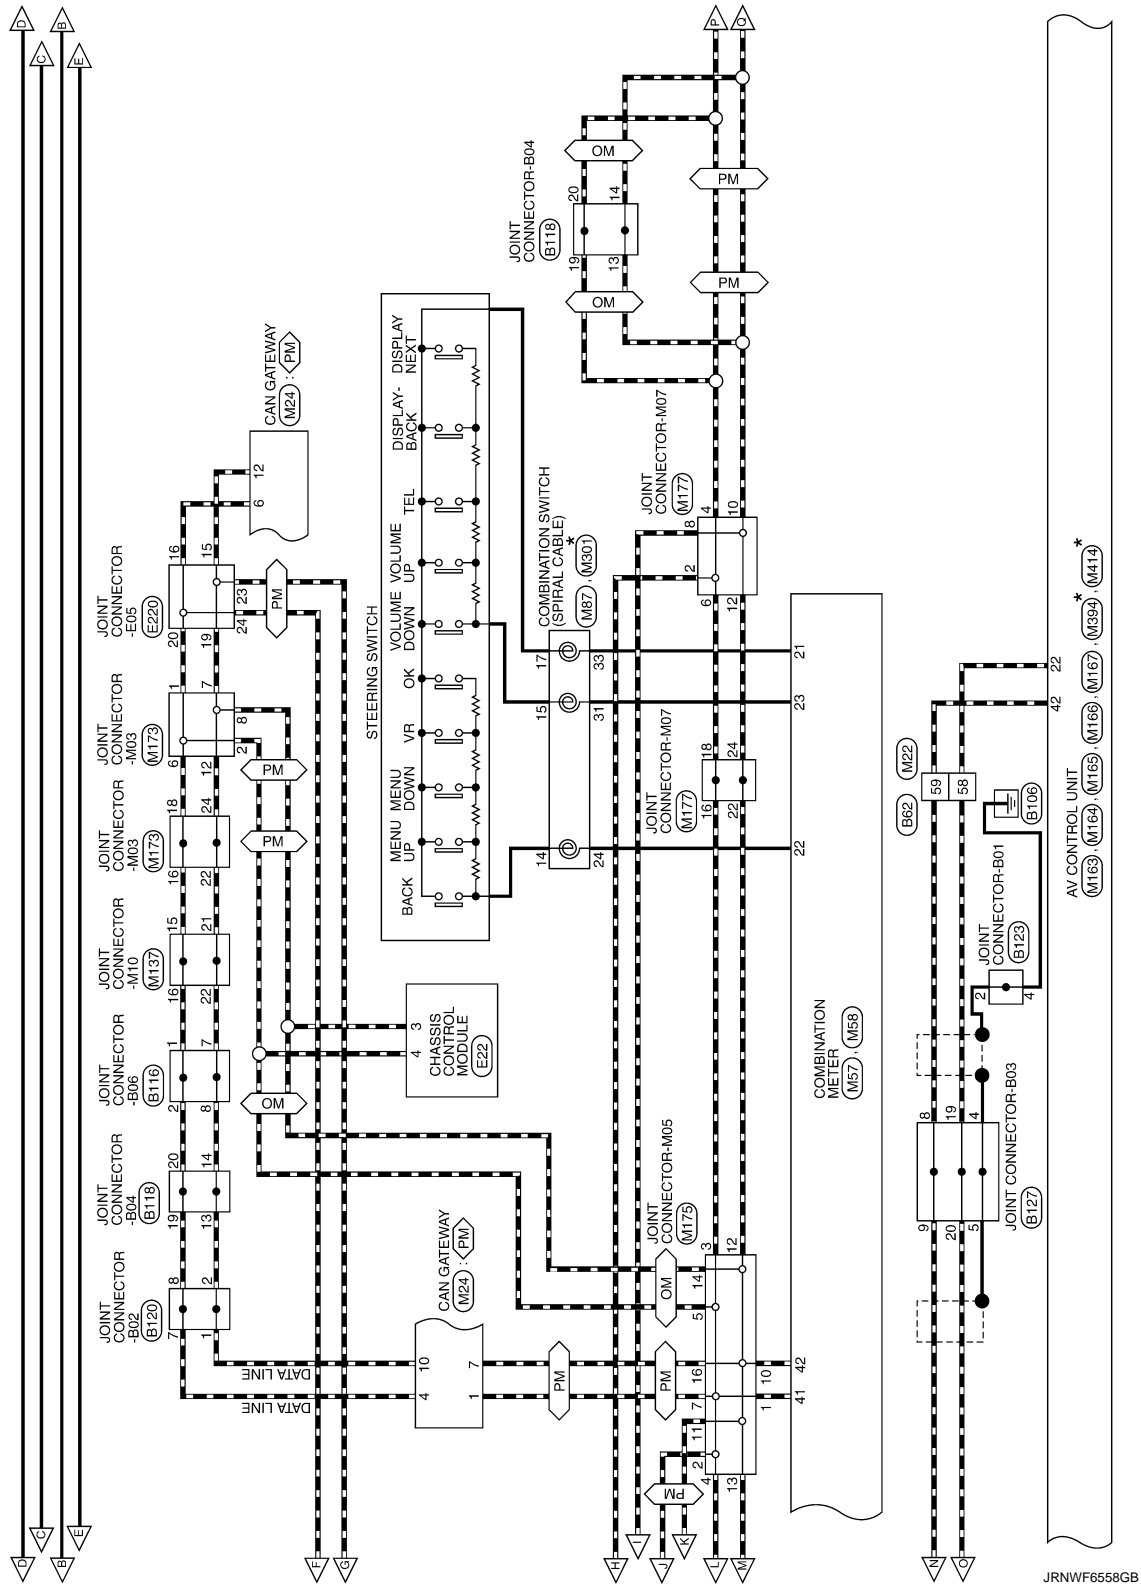 D
C
B
E
JOINT
CONNECTOR
-B02
B120
7
8
1
2
JOINT
CONNECTOR
-B04
B118
19
20
13
14
JOINT
CONNECTOR
-B06
B116
2
1
8
7
JOINT
CONNECTOR
-M10
M137
16
15
22
21
JOINT
CONNECTOR
-M03
M173
16
18
22
24
JOINT
CONNECTOR
-M03
M173
6
1
12
7
2
8
JOINT
CONNECTOR
-E05
E220
20
16
19
15
24
23
CAN GATEWAY
M24 : PM
6
12
D
C
B
E
DATA LINE
DATA LINE
PM
PM
PM
OM
F
G
CAN GATEWAY
M24 : PM
4
10
1
7
CHASSIS
CONTROL
MODULE
E22
4
3
STEERING SWITCH
BACK
MENU
UP
MENU
DOWN
VR
OK
VOLUME
DOWN
VOLUME
UP
TEL
DISPLAY-
BACK
DISPLAY
NEXT
COMBINATION SWITCH
(SPIRAL CABLE)
M87 , M301 *
14
24
15
31
17
33
JOINT
CONNECTOR-B04
B118
19
20
13
14
OM
OM
PM
PM
P
Q
H
I
J
K
L
M
PM
PM
PM
OM
JOINT
CONNECTOR-M05
M175
4
2
11
7
16
5
14
3
13
1
10
12
JOINT
CONNECTOR-M07
M177
16
18
22
24
JOINT
CONNECTOR-M07
M177
6
2
8
4
12
10
41
42
22
23
21
COMBINATION
METER
M57 , M58
N
O
9
8
20
19
5
4
JOINT CONNECTOR-B03
B127
JOINT
CONNECTOR-B01
B123
2
4
B106
B62
M22
59
58
42
22
AV CONTROL UNIT
M163 , M164 , M165 , M166 , M167 , M394 * , M414 *
JRNWF6558GB